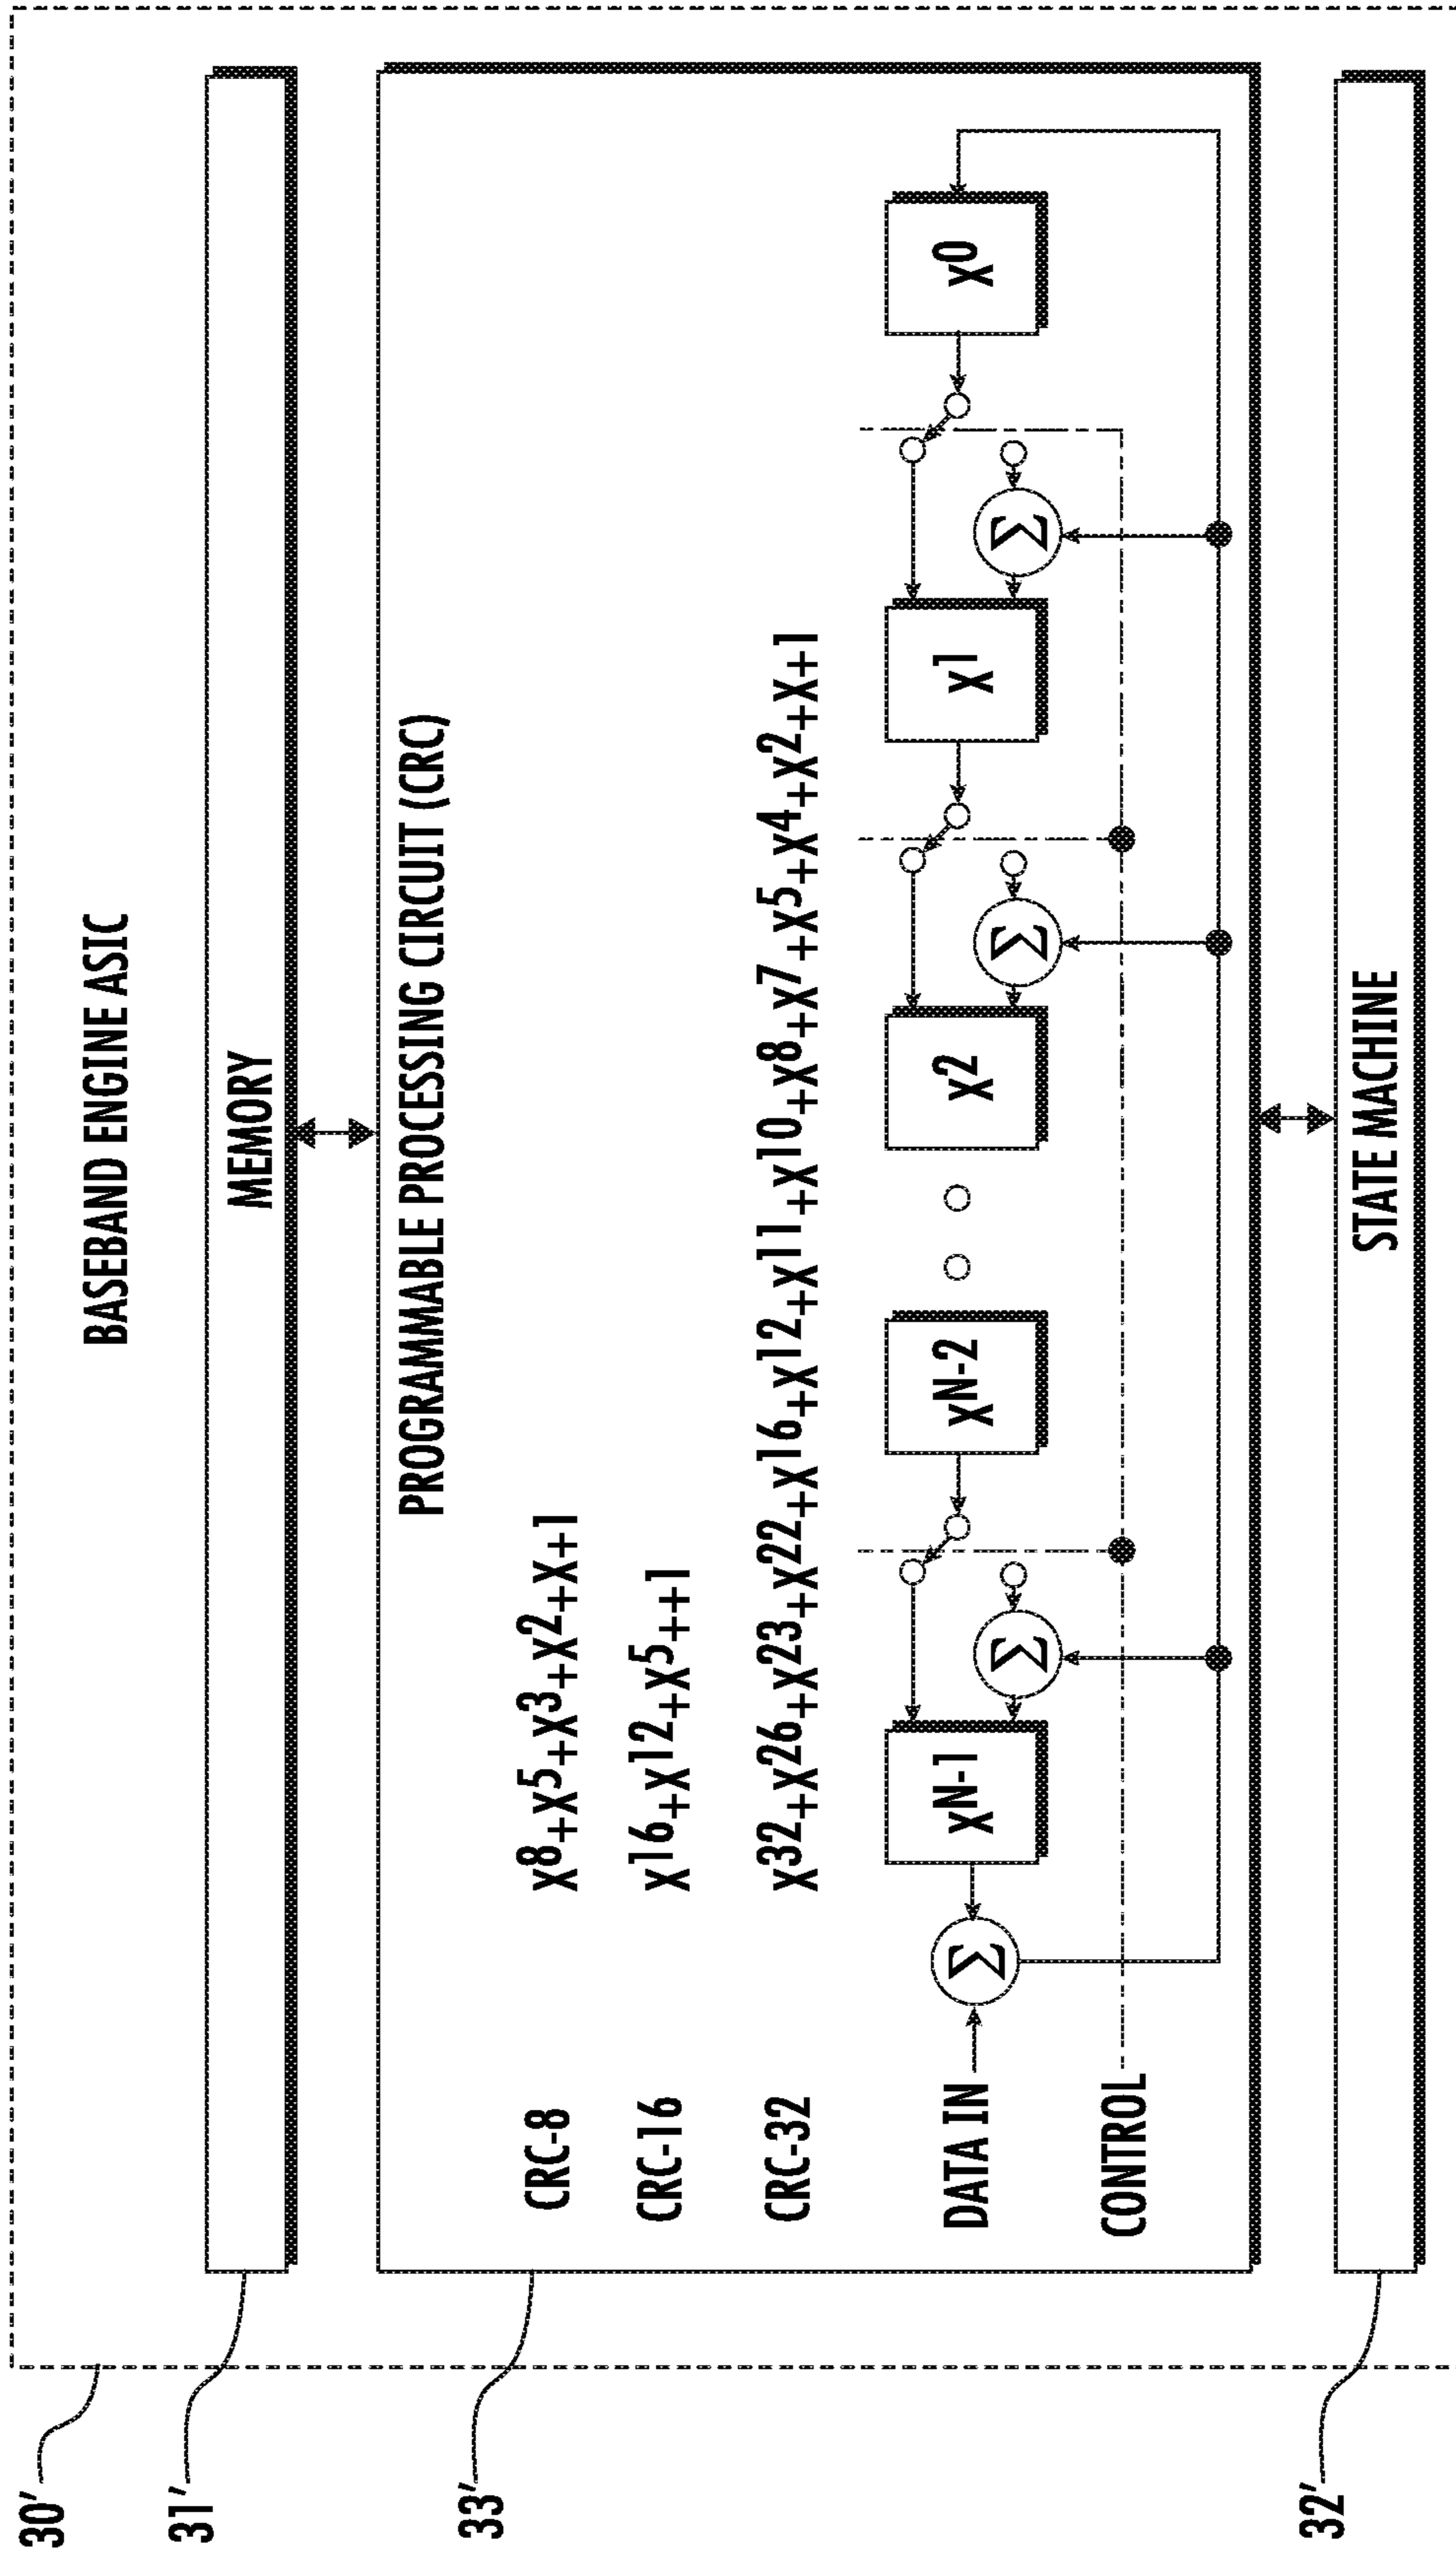 30′
BASEBAND ENGINE ASIC
31′
MEMORY
33′
PROGRAMMABLE PROCESSING CIRCUIT (CRC)
CRC-8 x⁸+x⁵+x³+x²+x+1
CRC-16 x¹⁶+x¹²+x⁵++1
CRC-32 x³²+x²⁶+x²³+x²²+x¹⁶+x¹²+x¹¹+x¹⁰+x⁸+x⁷+x⁵+x⁴+x²+x+1
DATA IN Σ xᴺ⁻¹ Σ xᴺ⁻² x² Σ x¹ Σ x⁰
CONTROL
32′
STATE MACHINE